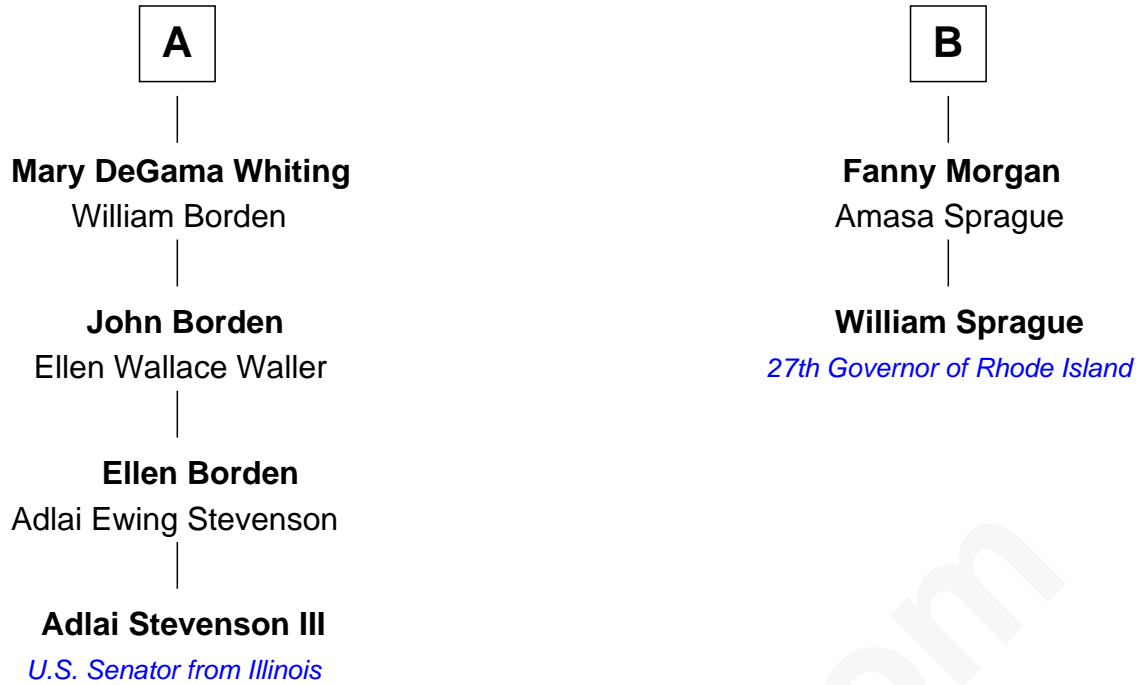 A
Mary DeGama Whiting
William Borden
John Borden
Ellen Wallace Waller
Ellen Borden
Adlai Ewing Stevenson
Adlai Stevenson III
U.S. Senator from Illinois
B
Fanny Morgan
Amasa Sprague
William Sprague
27th Governor of Rhode Island